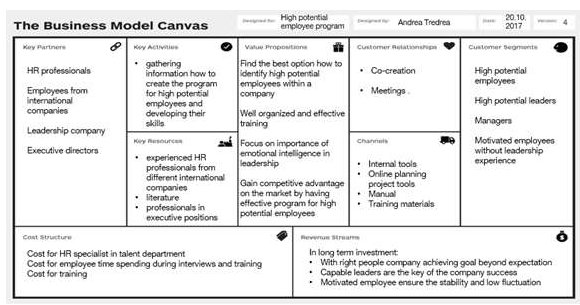 The Business Model Canvas
Designed for:
High potential
employee program
Designed by:
Andrea Tredrea
Date:
20.10.
2017
Version:
4
Key Partners
HR professionals
Employees from
international
companies
Leadership company
Executive directors
Key Activities
• gathering
information how to
create the program
for high potential
employees and
developing their
skills
Key Resources
• experienced HR
professionals from
different international
companies
• literature
• professionals in
executive positions
Value Propositions
Find the best option how to
identify high potential
employees within a
company
Well organized and effective
training
Focus on importance of
emotional intelligence in
leadership
Gain competitive advantage
on the market by having
effective program for high
potential employees
Customer Relationships
• Co-creation
• Meetings .
Channels
• Internal tools
• Online planning
project tools
• Manual
• Training materials
Customer Segments
High potential
employees
High potential leaders
Managers
Motivated employees
without leadership
experience
Cost Structure
Cost for HR specialist in talent department
Cost for employee time spending during interviews and training
Cost for training
Revenue Streams
In long term investment:
• With right people company achieving goal beyond expectation
• Capable leaders are the key of the company success
• Motivated employee ensure the stability and low fluctuation